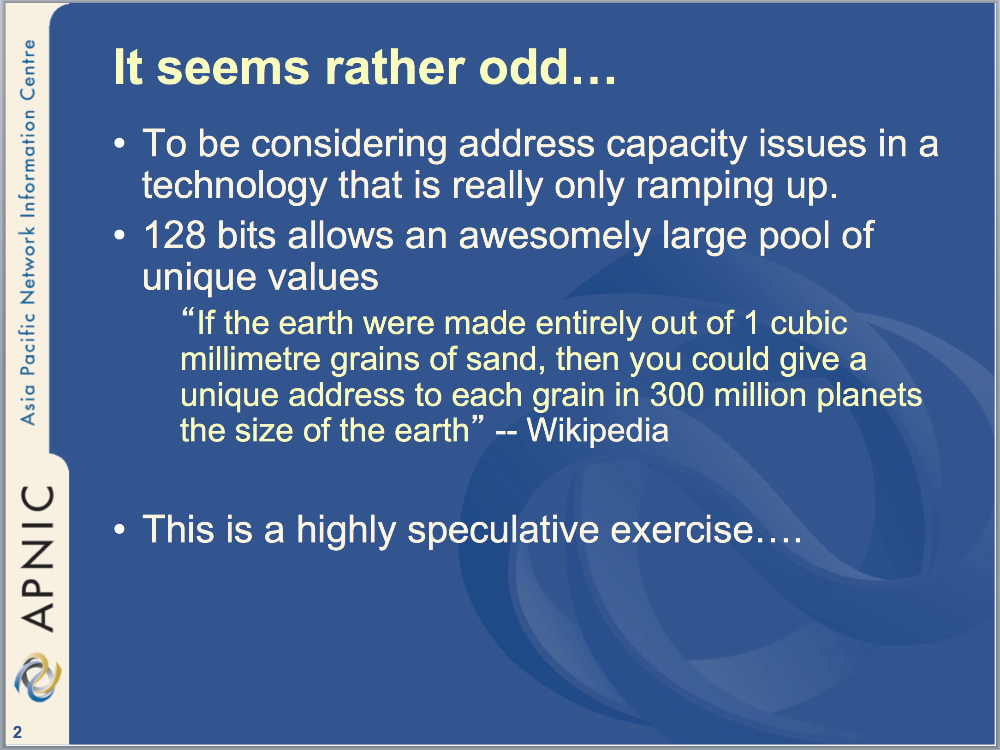 It seems rather odd…
• To be considering address capacity issues in a
technology that is really only ramping up.
• 128 bits allows an awesomely large pool of
unique values
“If the earth were made entirely out of 1 cubic
millimetre grains of sand, then you could give a
unique address to each grain in 300 million planets
the size of the earth” -- Wikipedia
• This is a highly speculative exercise….
Asia Pacific Network Information Centre
APNIC
2